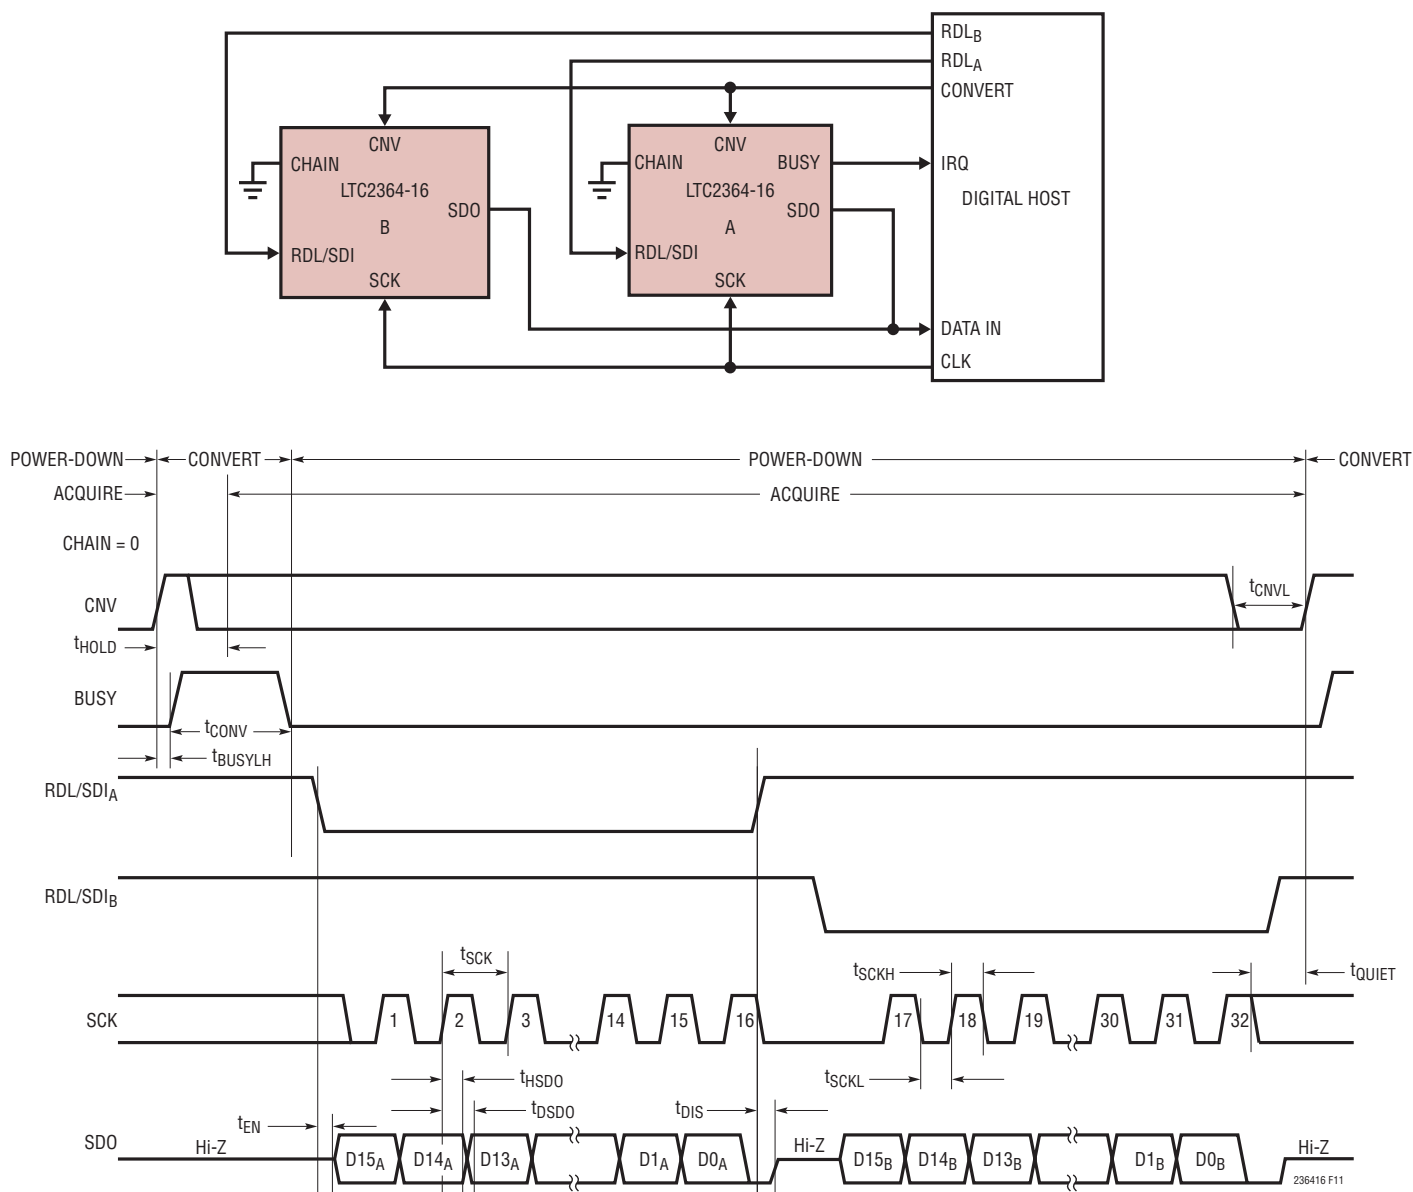 RDLB
RDLA
CONVERT
CNV
CHAIN
LTC2364-16
SDO
B
RDL/SDI
SCK
CNV
CHAIN
BUSY
LTC2364-16
SDO
A
RDL/SDI
SCK
IRQ
DIGITAL HOST
DATA IN
CLK
POWER-DOWN
CONVERT
POWER-DOWN
CONVERT
ACQUIRE
ACQUIRE
CHAIN = 0
CNV
tCNVL
tHOLD
BUSY
tCONV
tBUSYLH
RDL/SDIA
RDL/SDIB
tSCK
tSCKH
tQUIET
SCK
1
2
3
14
15
16
17
18
19
30
31
32
tHSDO
tSCKL
tDSDO
tDIS
tEN
SDO
Hi-Z
D15A
D14A
D13A
D1A
D0A
Hi-Z
D15B
D14B
D13B
D1B
D0B
Hi-Z
236416 F11